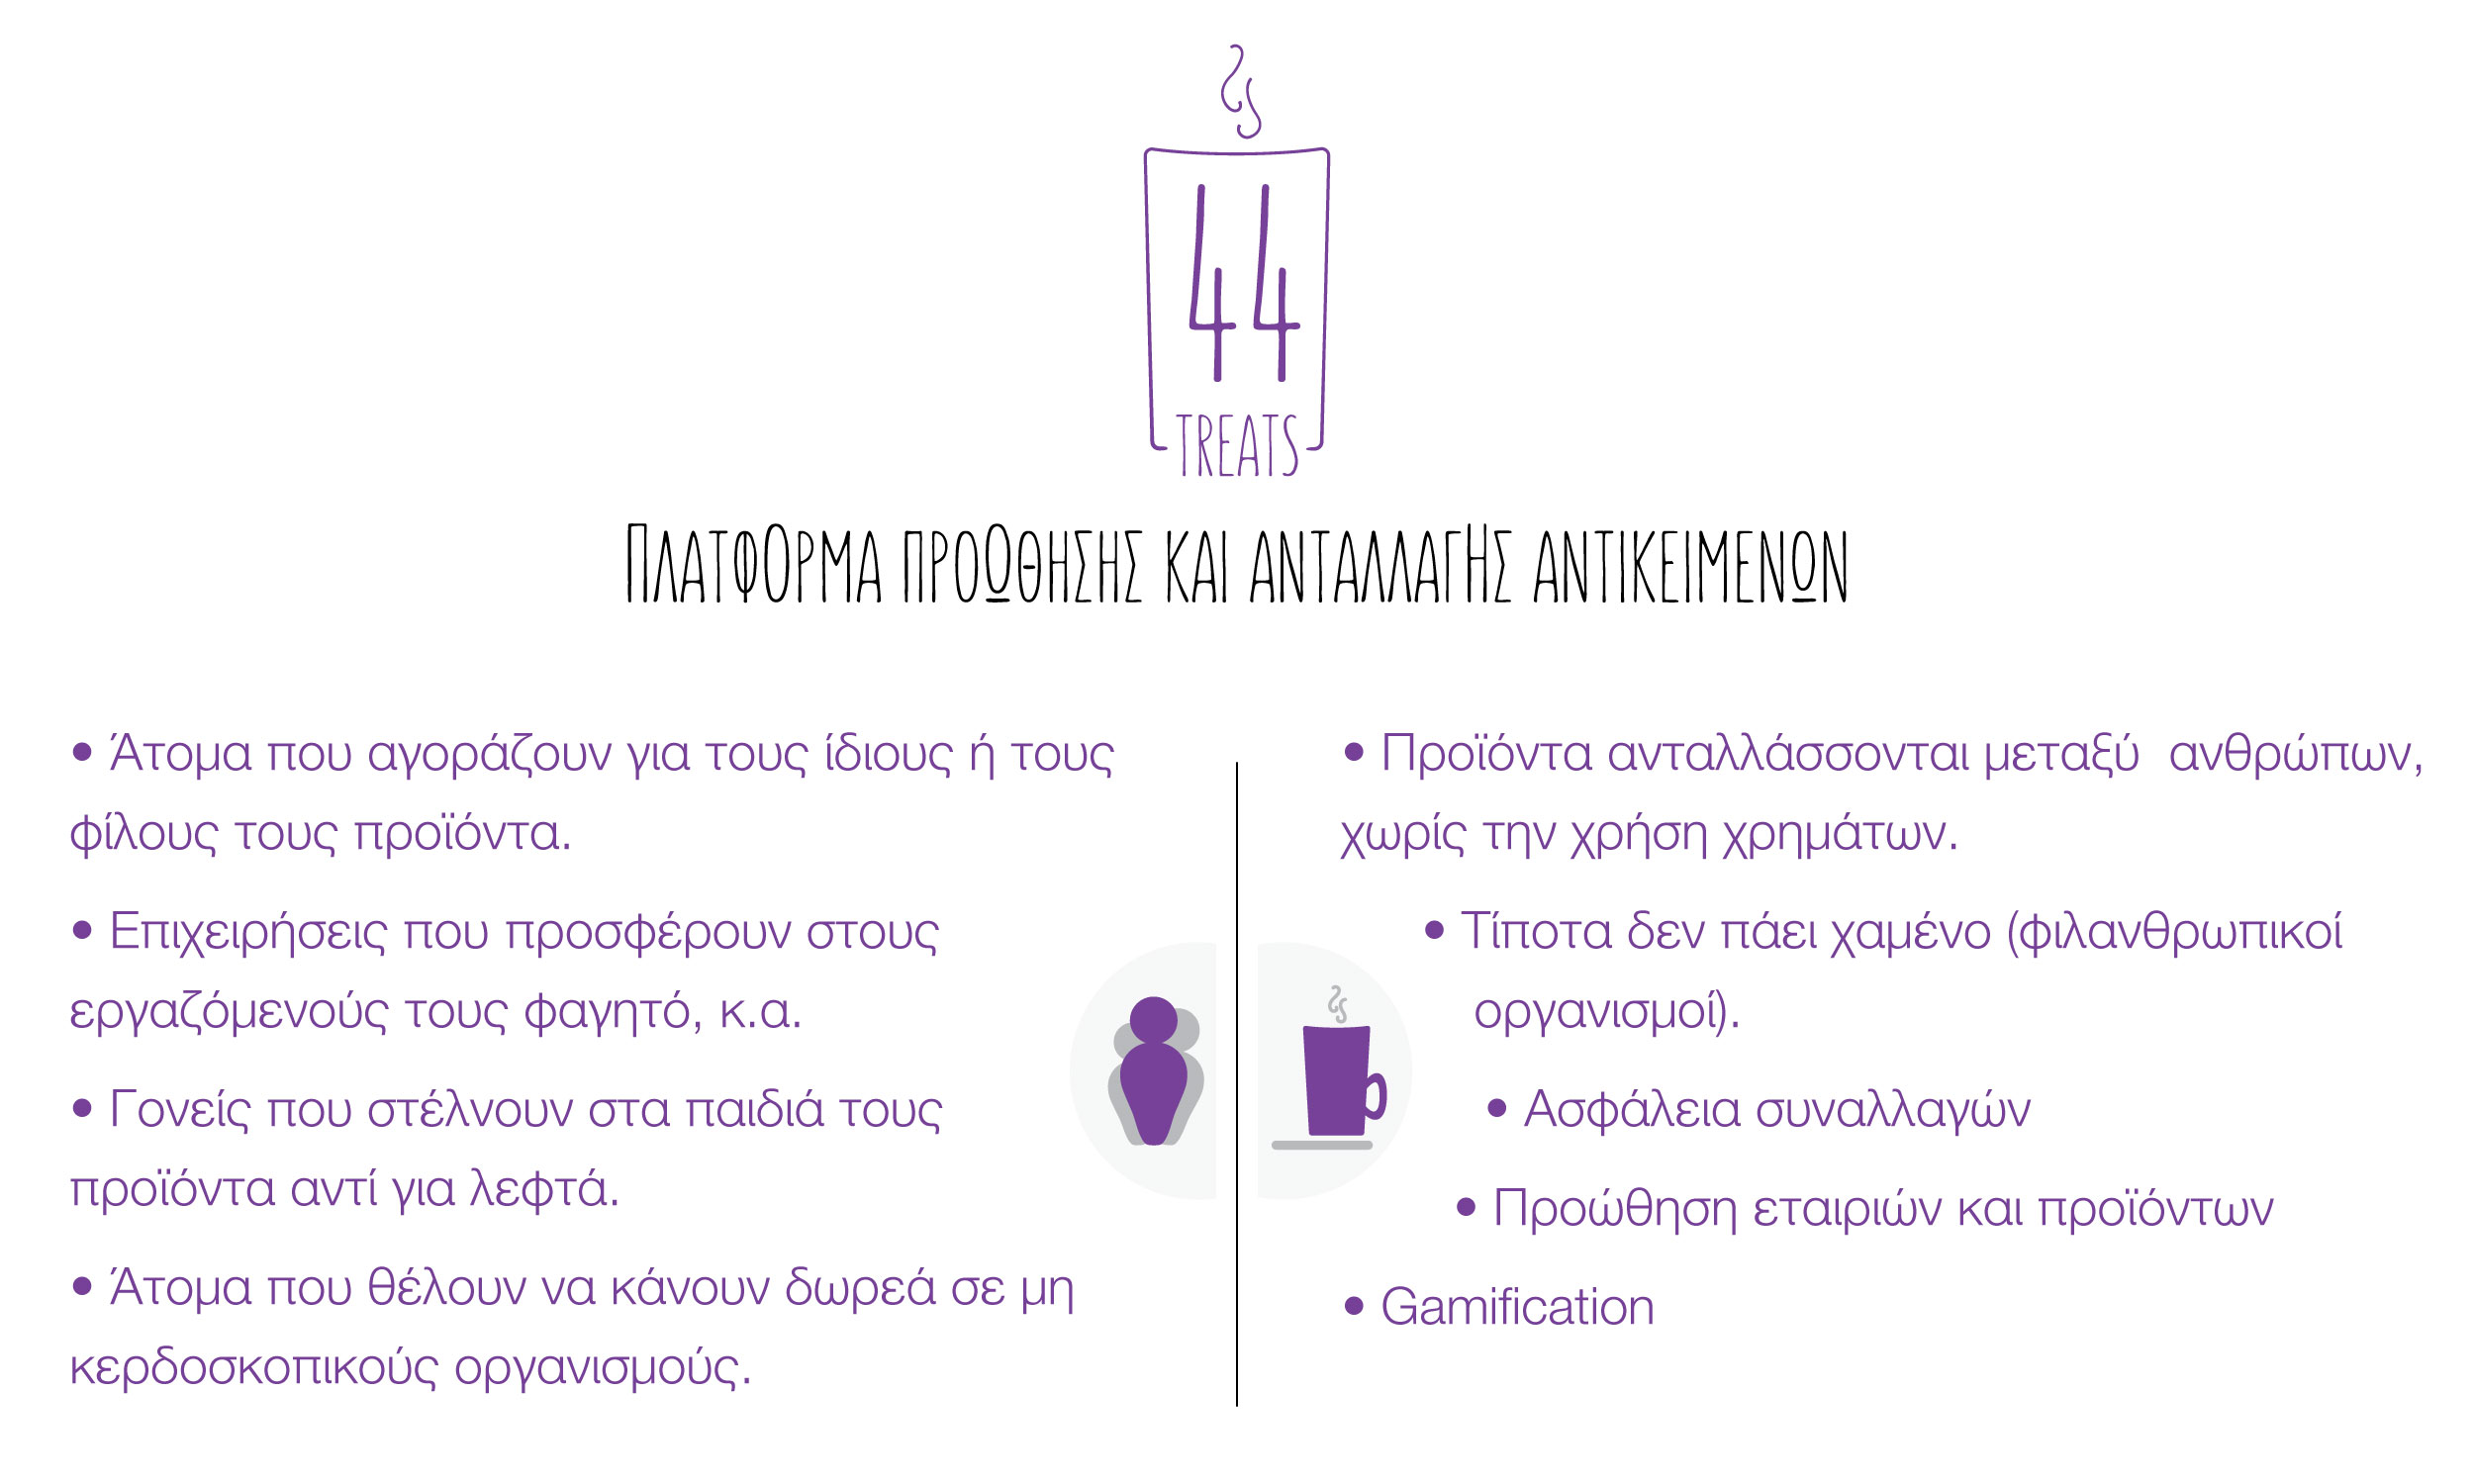 44
TREATS
ΠΛΑΤΦΟΡΜΑ ΠΡΟΩΘΗΣΗΣ ΚΑΙ ΑΝΤΑΛΛΑΓΗΣ ΑΝΤΙΚΕΙΜΕΝΩΝ
• Άτομα που αγοράζουν για τους ίδιους ή τους
φίλους τους προϊόντα.
• Επιχειρήσεις που προσφέρουν στους
εργαζόμενούς τους φαγητό, κ.α.
• Γονείς που στέλνουν στα παιδιά τους
προϊόντα αντί για λεφτά.
• Άτομα που θέλουν να κάνουν δωρεά σε μη
κερδοσκοπικούς οργανισμούς.
• Προϊόντα ανταλλάσσονται μεταξύ  ανθρώπων,
χωρίς την χρήση χρημάτων.
• Τίποτα δεν πάει χαμένο (φιλανθρωπικοί
οργανισμοί).
• Ασφάλεια συναλλαγών
• Προώθηση εταιριών και προϊόντων
• Gamification